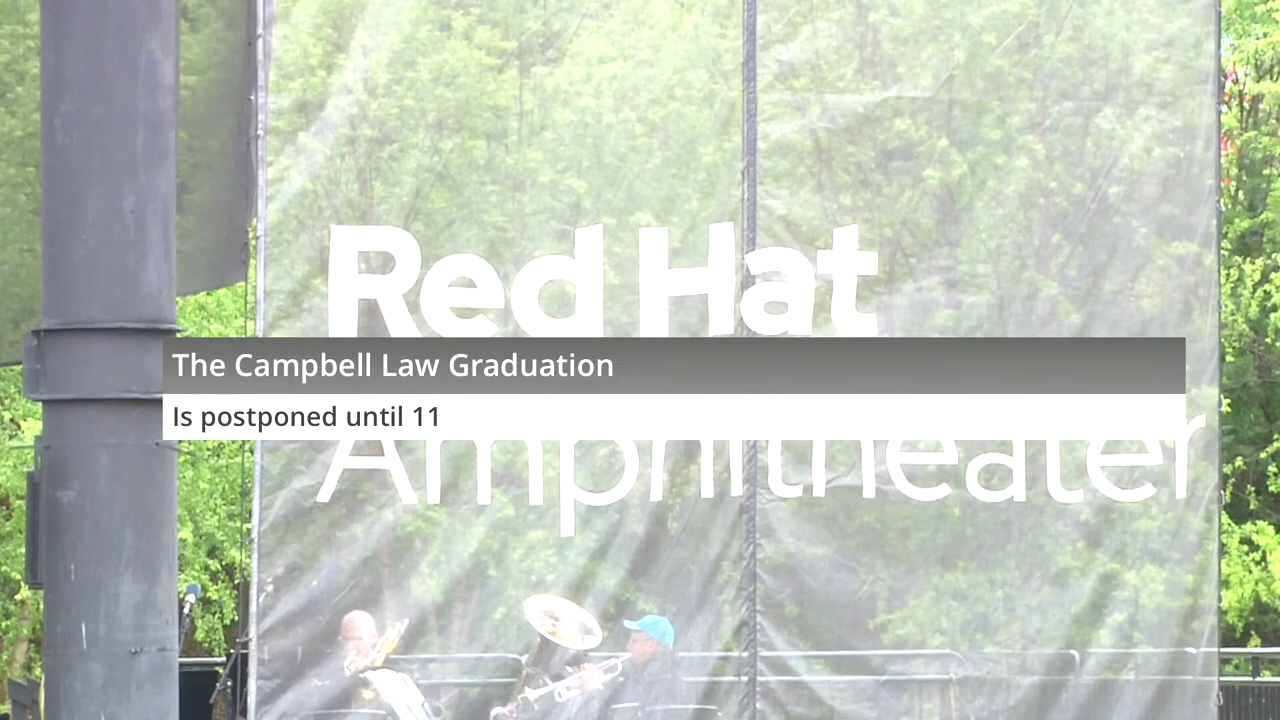 Red Hat
The Campbell Law Graduation
Is postponed until 11
Amphitheater